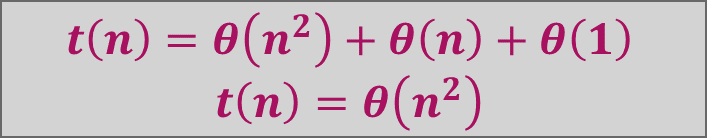 t(n) = θ(n²) + θ(n) + θ(1)
t(n) = θ(n²)